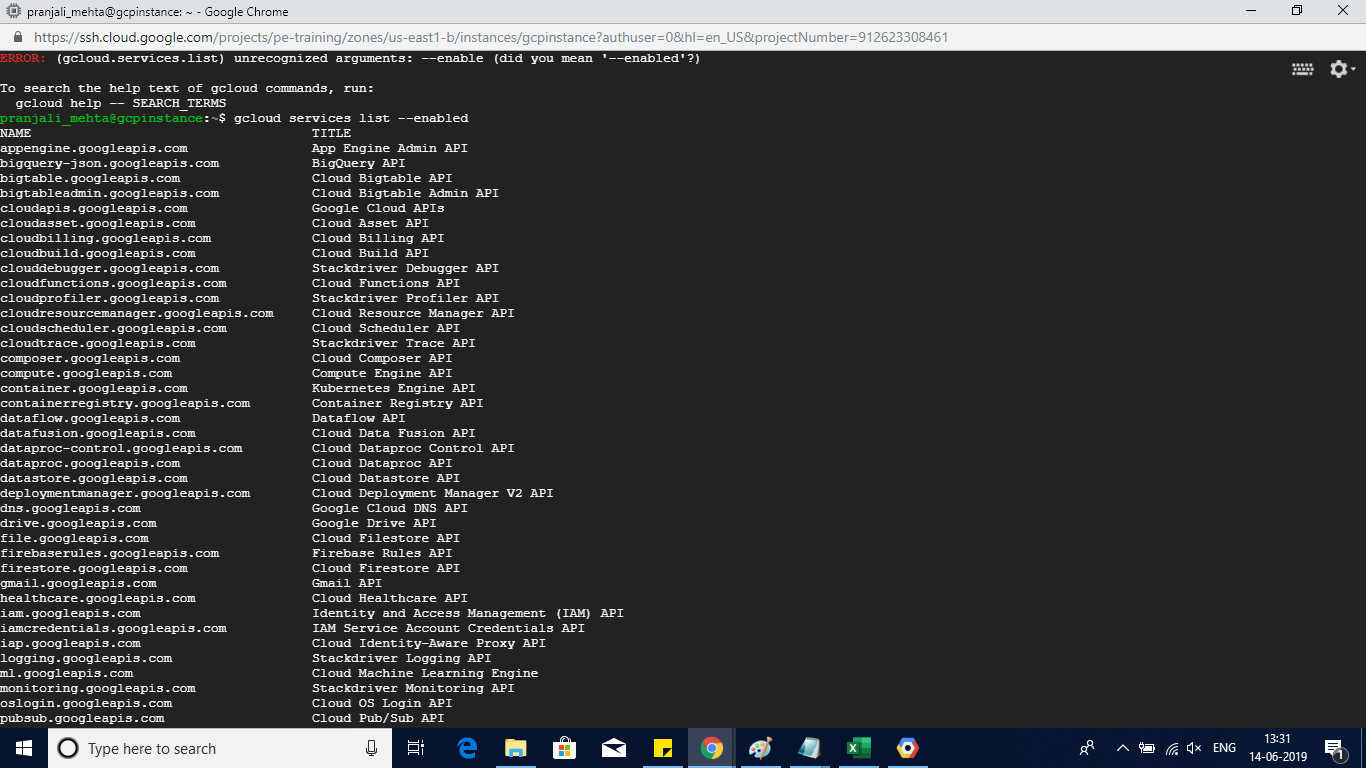 pranjali_mehta@gcpinstance: ~ - Google Chrome
https://ssh.cloud.google.com/projects/pe-training/zones/us-east1-b/instances/gcpinstance?authuser=0&hl=en_US&projectNumber=912623308461
ERROR: (gcloud.services.list) unrecognized arguments: --enable (did you mean '--enabled'?)
To search the help text of gcloud commands, run:
gcloud help -- SEARCH_TERMS
pranjali_mehta@gcpinstance:~$ gcloud services list --enabled
NAME TITLE
appengine.googleapis.com App Engine Admin API
bigquery-json.googleapis.com BigQuery API
bigtable.googleapis.com Cloud Bigtable API
bigtableadmin.googleapis.com Cloud Bigtable Admin API
cloudapis.googleapis.com Google Cloud APIs
cloudasset.googleapis.com Cloud Asset API
cloudbilling.googleapis.com Cloud Billing API
cloudbuild.googleapis.com Cloud Build API
clouddebugger.googleapis.com Stackdriver Debugger API
cloudfunctions.googleapis.com Cloud Functions API
cloudprofiler.googleapis.com Stackdriver Profiler API
cloudresourcemanager.googleapis.com Cloud Resource Manager API
cloudscheduler.googleapis.com Cloud Scheduler API
cloudtrace.googleapis.com Stackdriver Trace API
composer.googleapis.com Cloud Composer API
compute.googleapis.com Compute Engine API
container.googleapis.com Kubernetes Engine API
containerregistry.googleapis.com Container Registry API
dataflow.googleapis.com Dataflow API
datafusion.googleapis.com Cloud Data Fusion API
dataproc-control.googleapis.com Cloud Dataproc Control API
dataproc.googleapis.com Cloud Dataproc API
datastore.googleapis.com Cloud Datastore API
deploymentmanager.googleapis.com Cloud Deployment Manager V2 API
dns.googleapis.com Google Cloud DNS API
drive.googleapis.com Google Drive API
file.googleapis.com Cloud Filestore API
firebaserules.googleapis.com Firebase Rules API
firestore.googleapis.com Cloud Firestore API
gmail.googleapis.com Gmail API
healthcare.googleapis.com Cloud Healthcare API
iam.googleapis.com Identity and Access Management (IAM) API
iamcredentials.googleapis.com IAM Service Account Credentials API
iap.googleapis.com Cloud Identity-Aware Proxy API
logging.googleapis.com Stackdriver Logging API
ml.googleapis.com Cloud Machine Learning Engine
monitoring.googleapis.com Stackdriver Monitoring API
oslogin.googleapis.com Cloud OS Login API
pubsub.googleapis.com Cloud Pub/Sub API
Type here to search
ENG
13:31
14-06-2019
1